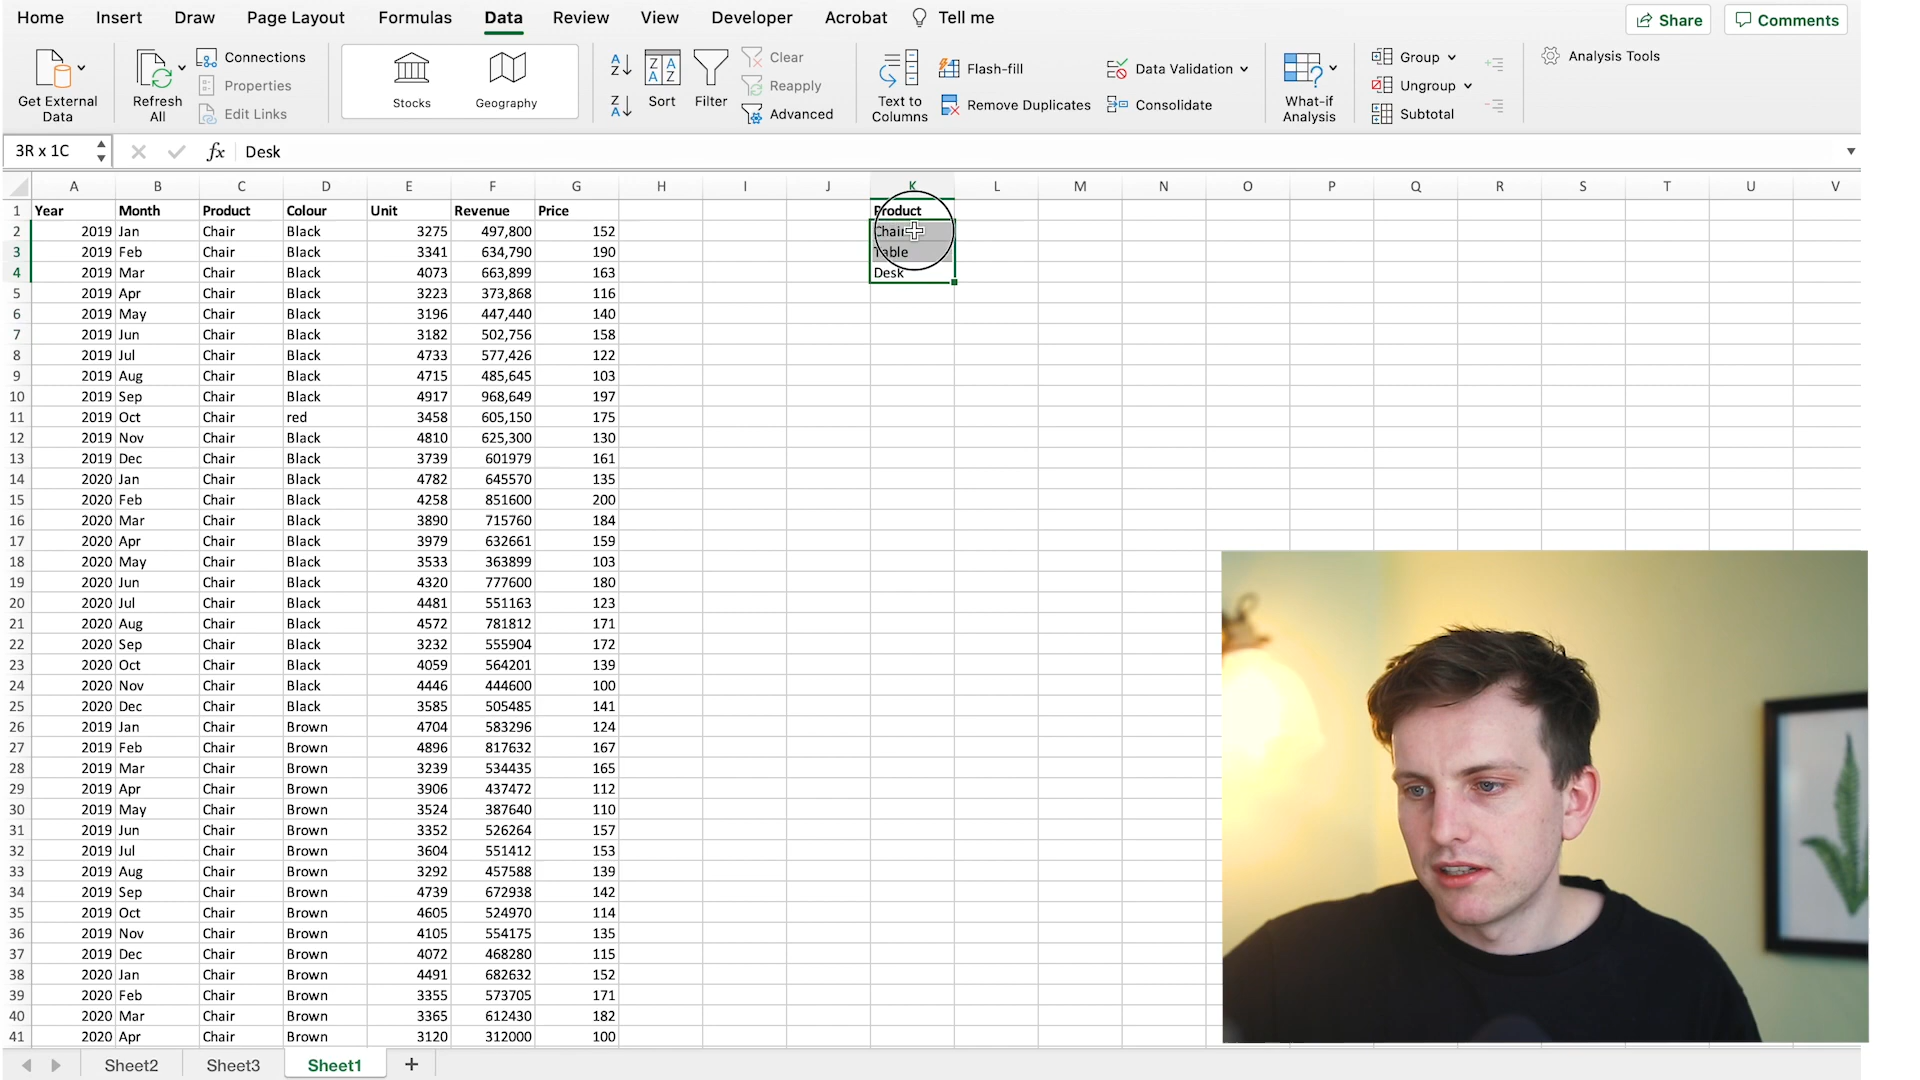 Home Insert Draw Page Layout Formulas Data Review View Developer Acrobat Tell me Share Comments
Get External Data
Refresh All
Connections
Properties
Edit Links
Stocks Geography
Sort Filter
Clear
Reapply
Advanced
Text to Columns
Flash-fill
Remove Duplicates
Data Validation
Consolidate
What-if Analysis
Group
Ungroup
Subtotal
Analysis Tools
3R x 1C fx Desk
A B C D E F G H I J K L M N O P Q R S T U V
1 Year Month Product Colour Unit Revenue Price Product
2 2019 Jan Chair Black 3275 497,800 152 Chair
3 2019 Feb Chair Black 3341 634,790 190 Table
4 2019 Mar Chair Black 4073 663,899 163 Desk
5 2019 Apr Chair Black 3223 373,868 116
6 2019 May Chair Black 3196 447,440 140
7 2019 Jun Chair Black 3182 502,756 158
8 2019 Jul Chair Black 4733 577,426 122
9 2019 Aug Chair Black 4715 485,645 103
10 2019 Sep Chair Black 4917 968,649 197
11 2019 Oct Chair red 3458 605,150 175
12 2019 Nov Chair Black 4810 625,300 130
13 2019 Dec Chair Black 3739 601979 161
14 2020 Jan Chair Black 4782 645570 135
15 2020 Feb Chair Black 4258 851600 200
16 2020 Mar Chair Black 3890 715760 184
17 2020 Apr Chair Black 3979 632661 159
18 2020 May Chair Black 3533 363899 103
19 2020 Jun Chair Black 4320 777600 180
20 2020 Jul Chair Black 4481 551163 123
21 2020 Aug Chair Black 4572 781812 171
22 2020 Sep Chair Black 3232 555904 172
23 2020 Oct Chair Black 4059 564201 139
24 2020 Nov Chair Black 4446 444600 100
25 2020 Dec Chair Black 3585 505485 141
26 2019 Jan Chair Brown 4704 583296 124
27 2019 Feb Chair Brown 4896 817632 167
28 2019 Mar Chair Brown 3239 534435 165
29 2019 Apr Chair Brown 3906 437472 112
30 2019 May Chair Brown 3524 387640 110
31 2019 Jun Chair Brown 3352 526264 157
32 2019 Jul Chair Brown 3604 551412 153
33 2019 Aug Chair Brown 3292 457588 139
34 2019 Sep Chair Brown 4739 672938 142
35 2019 Oct Chair Brown 4605 524970 114
36 2019 Nov Chair Brown 4105 554175 135
37 2019 Dec Chair Brown 4072 468280 115
38 2020 Jan Chair Brown 4491 682632 152
39 2020 Feb Chair Brown 3355 573705 171
40 2020 Mar Chair Brown 3365 612430 182
41 2020 Apr Chair Brown 3120 312000 100
Sheet2 Sheet3 Sheet1 +